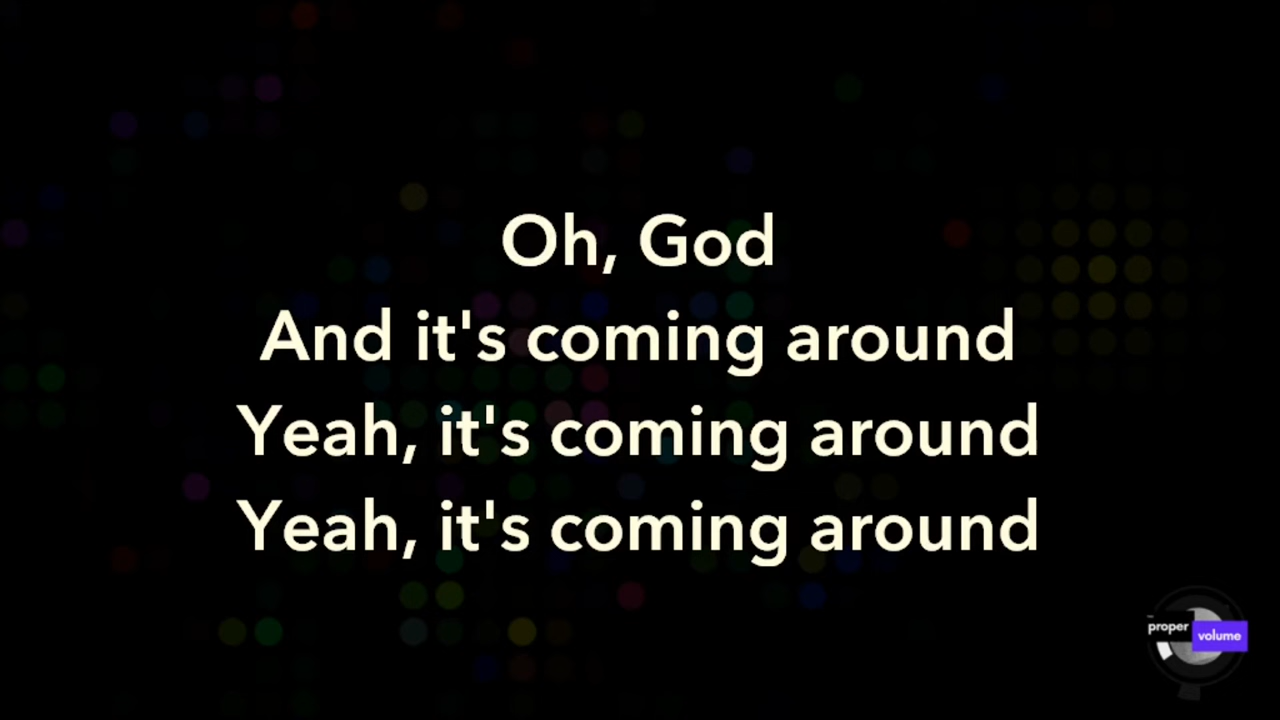 Oh, God
And it's coming around
Yeah, it's coming around
Yeah, it's coming around
proper
volume